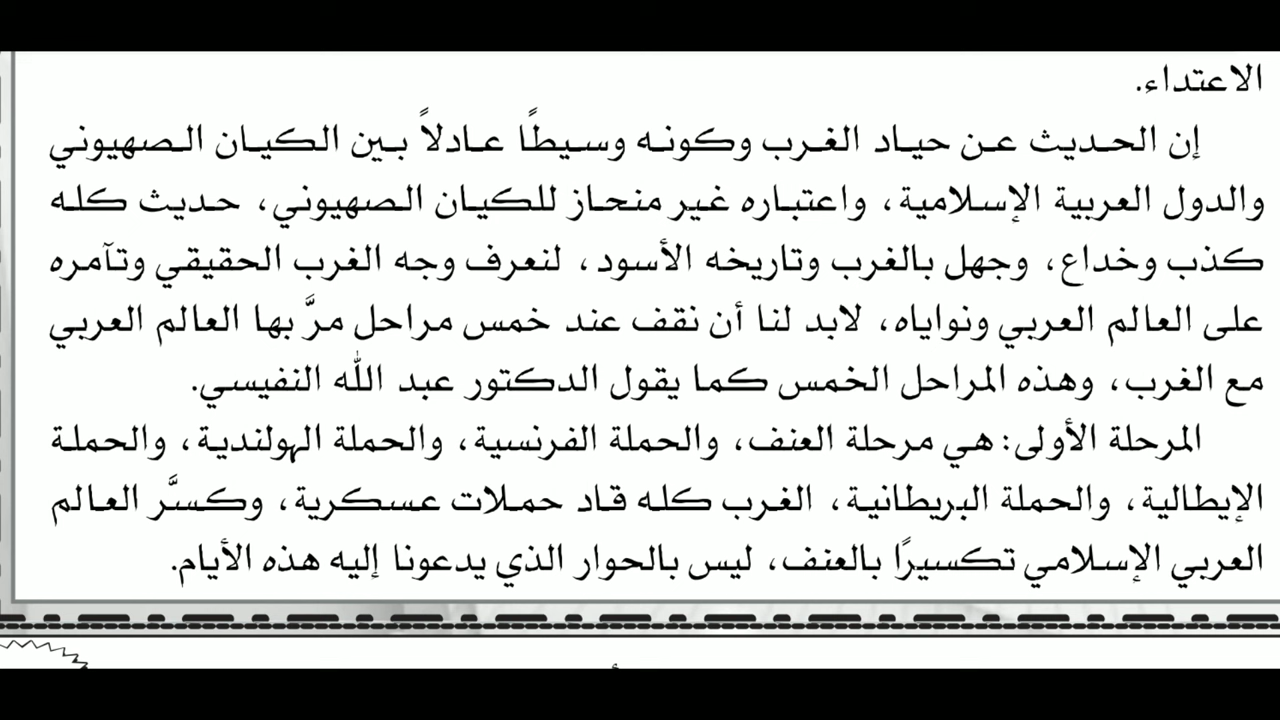 الاعتداء.
إن الحديث عن حياد الغرب وكونه وسيطًا عادلاً بين الكيان الصهيوني
والدول العربية الإسلامية، واعتباره غير منحاز للكيان الصهيوني، حديث كله
كذب وخداع، وجهل بالغرب وتاريخه الأسود، لنعرف وجه الغرب الحقيقي وتآمره
على العالم العربي ونواياه، لابد لنا أن نقف عند خمس مراحل مرَّ بها العالم العربي
مع الغرب، وهذه المراحل الخمس كما يقول الدكتور عبد الله النفيسي.
المرحلة الأولى: هي مرحلة العنف، والحملة الفرنسية، والحملة الهولندية، والحملة
الإيطالية، والحملة البريطانية، الغرب كله قاد حملات عسكرية، وكسَّر العالم
العربي الإسلامي تكسيرًا بالعنف، ليس بالحوار الذي يدعونا إليه هذه الأيام.